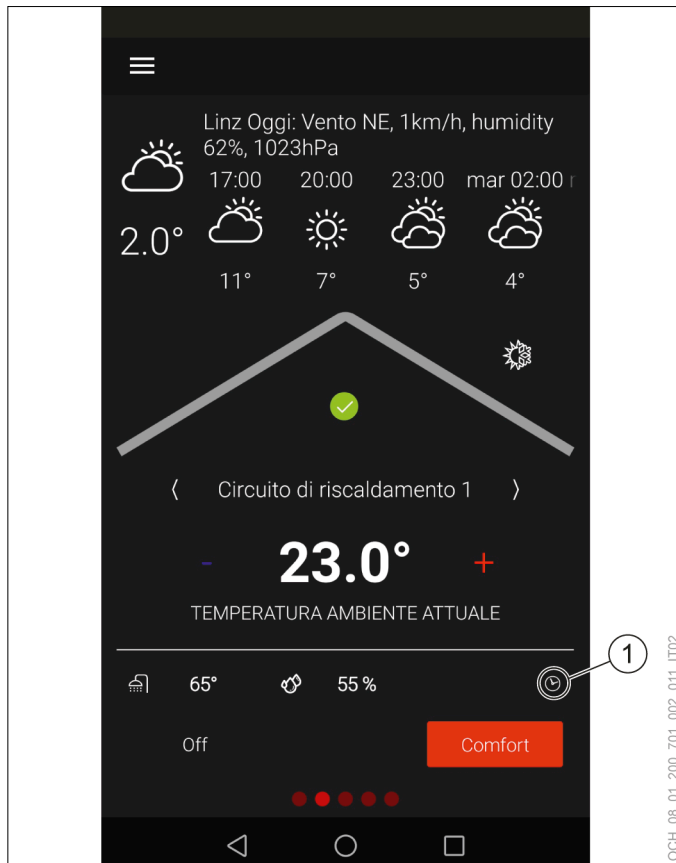 Linz Oggi: Vento NE, 1km/h, humidity
62%, 1023hPa
17:00 20:00 23:00 mar 02:00
2.0°
11° 7° 5° 4°
Circuito di riscaldamento 1
- 23.0° +
TEMPERATURA AMBIENTE ATTUALE
1
65° 55 %
Off Comfort
OCH_08_01_200_701_002_011_IT02